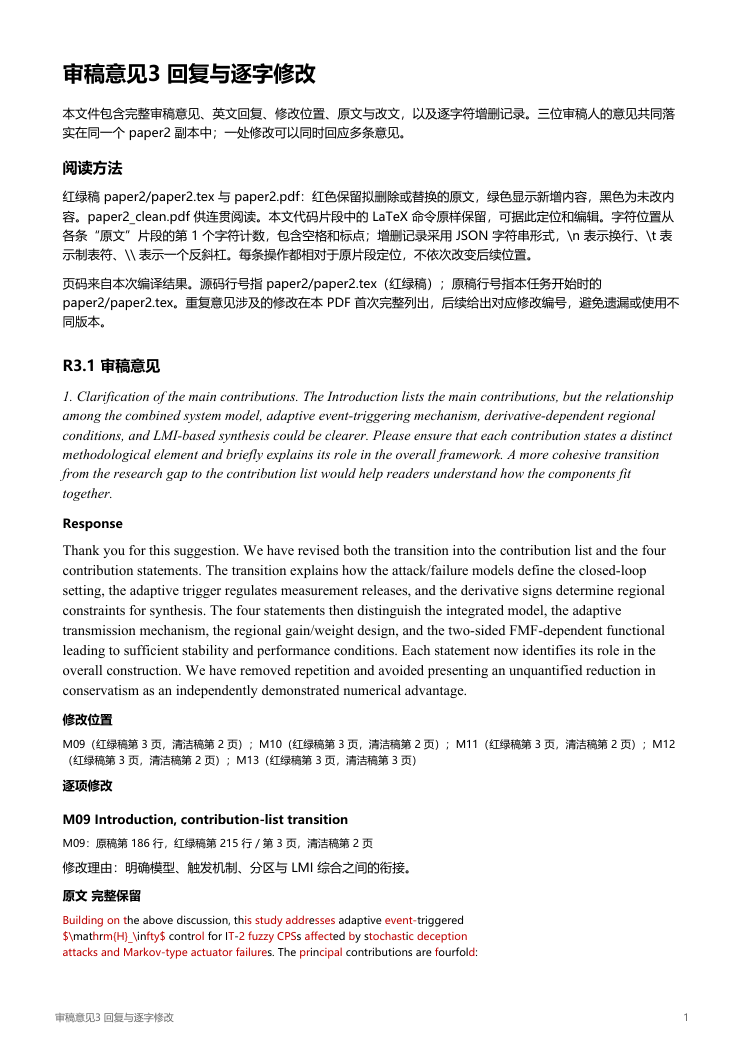 审稿意见3 回复与逐字修改
本文件包含完整审稿意见、英文回复、修改位置、原文与改文，以及逐字符增删记录。三位审稿人的意见共同落
实在同一个 paper2 副本中；一处修改可以同时回应多条意见。
阅读方法
红绿稿 paper2/paper2.tex 与 paper2.pdf：红色保留拟删除或替换的原文，绿色显示新增内容，黑色为未改内
容。paper2_clean.pdf 供连贯阅读。本文代码片段中的 LaTeX 命令原样保留，可据此定位和编辑。字符位置从
各条“原文”片段的第 1 个字符计数，包含空格和标点；增删记录采用 JSON 字符串形式，\n 表示换行、\t 表
示制表符、\\ 表示一个反斜杠。每条操作都相对于原片段定位，不依次改变后续位置。
页码来自本次编译结果。源码行号指 paper2/paper2.tex（红绿稿）；原稿行号指本任务开始时的
paper2/paper2.tex。重复意见涉及的修改在本 PDF 首次完整列出，后续给出对应修改编号，避免遗漏或使用不
同版本。
R3.1 审稿意见
1. Clarification of the main contributions. The Introduction lists the main contributions, but the relationship
among the combined system model, adaptive event-triggering mechanism, derivative-dependent regional
conditions, and LMI-based synthesis could be clearer. Please ensure that each contribution states a distinct
methodological element and briefly explains its role in the overall framework. A more cohesive transition
from the research gap to the contribution list would help readers understand how the components fit
together.
Response
Thank you for this suggestion. We have revised both the transition into the contribution list and the four
contribution statements. The transition explains how the attack/failure models define the closed-loop
setting, the adaptive trigger regulates measurement releases, and the derivative signs determine regional
constraints for synthesis. The four statements then distinguish the integrated model, the adaptive
transmission mechanism, the regional gain/weight design, and the two-sided FMF-dependent functional
leading to sufficient stability and performance conditions. Each statement now identifies its role in the
overall construction. We have removed repetition and avoided presenting an unquantified reduction in
conservatism as an independently demonstrated numerical advantage.
修改位置
M09（红绿稿第 3 页，清洁稿第 2 页）；M10（红绿稿第 3 页，清洁稿第 2 页）；M11（红绿稿第 3 页，清洁稿第 2 页）；M12
（红绿稿第 3 页，清洁稿第 2 页）；M13（红绿稿第 3 页，清洁稿第 3 页）
逐项修改
M09 Introduction, contribution-list transition
M09：原稿第 186 行，红绿稿第 215 行 / 第 3 页，清洁稿第 2 页
修改理由：明确模型、触发机制、分区与 LMI 综合之间的衔接。
原文 完整保留
Building on the above discussion, this study addresses adaptive event-triggered
$\mathrm{H}_\infty$ control for IT-2 fuzzy CPSs affected by stochastic deception
attacks and Markov-type actuator failures. The principal contributions are fourfold:
审稿意见3 回复与逐字修改
1